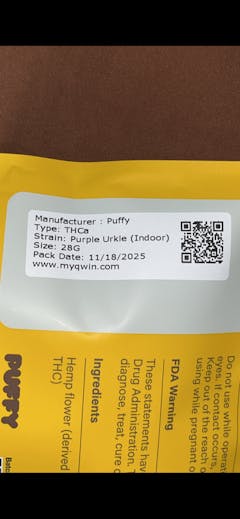 Manufacturer : Puffy
Type: THCa
Strain: Purple Urkle (Indoor)
Size: 28G
Pack Date: 11/18/2025
www.myqwin.com
Do not use while operat
eyes. If contact occurs,
Keep out of the reach o
using while pregnant o
FDA Warning
These statements hav
Drug Administration. T
diagnose, treat, cure o
Ingredients
Hemp flower (derived
THC)
PUFFY
Batc